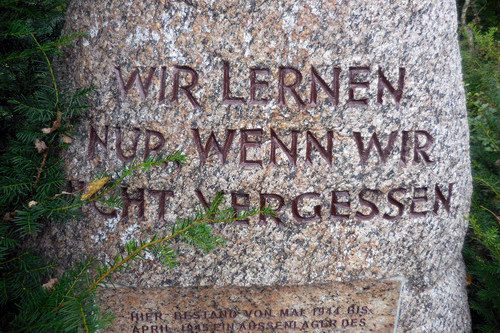 WIR LERNEN
NUR, WENN WIR
NICHT VERGESSEN
HIER BESTAND VON MAI 1944 BIS
APRIL 1945 EIN AUSSENLAGER DES